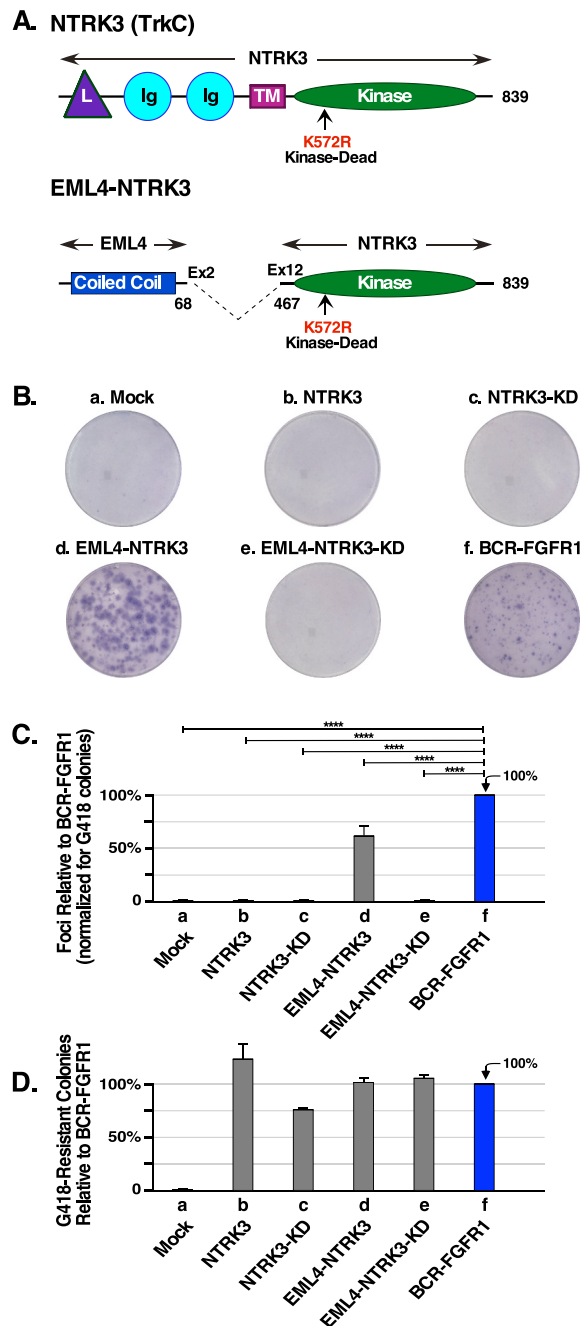 A. NTRK3 (TrkC)
NTRK3
L Ig Ig TM Kinase 839
K572R
Kinase-Dead
EML4-NTRK3
EML4 NTRK3
Coiled Coil Ex2 Ex12 Kinase 839
68 467
K572R
Kinase-Dead
B.
a. Mock b. NTRK3 c. NTRK3-KD
d. EML4-NTRK3 e. EML4-NTRK3-KD f. BCR-FGFR1
C.
****
****
****
****
****
100%
Foci Relative to BCR-FGFR1
(normalized for G418 colonies)
100%
50%
0
a b c d e f
Mock
NTRK3
NTRK3-KD
EML4-NTRK3
EML4-NTRK3-KD
BCR-FGFR1
D.
100%
G418-Resistant Colonies
Relative to BCR-FGFR1
100%
50%
0
a b c d e f
Mock
NTRK3
NTRK3-KD
EML4-NTRK3
EML4-NTRK3-KD
BCR-FGFR1